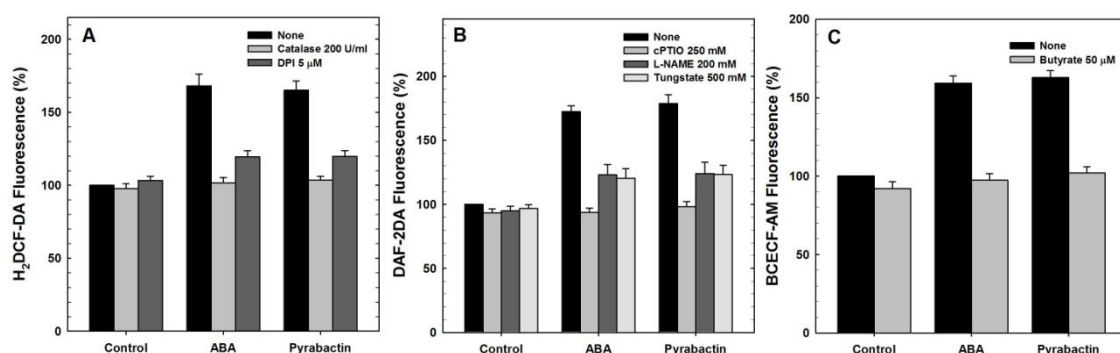 A
None
Catalase 200 U/ml
DPI 5 μM
H₂DCF-DA Fluorescence (%)
200
150
100
50
0
Control
ABA
Pyrabactin
B
None
cPTIO 250 mM
L-NAME 200 mM
Tungstate 500 mM
DAF-2DA Fluorescence (%)
200
150
100
50
0
Control
ABA
Pyrabactin
C
None
Butyrate 50 μM
BCECF-AM Fluorescence (%)
200
150
100
50
0
Control
ABA
Pyrabactin